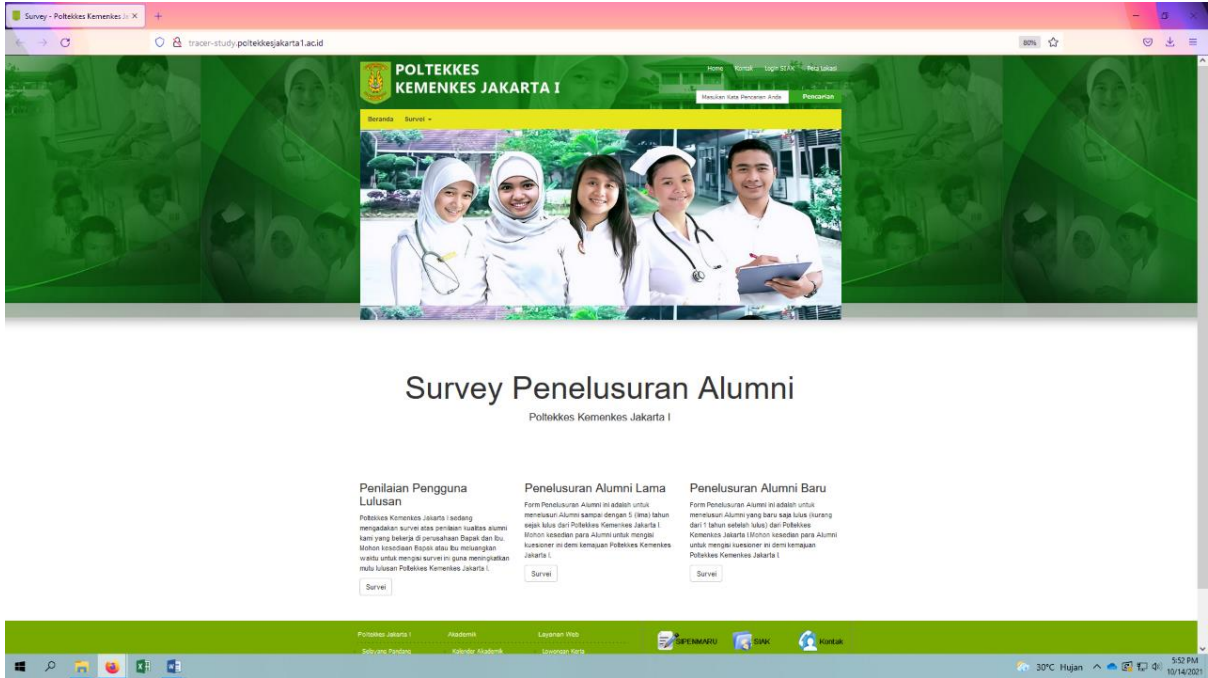 Survey - Poltekkes Kemenkes Ja
tracer-study.poltekkesjakarta1.ac.id
80%
POLTEKKES
KEMENKES JAKARTA I
Home Kontak Login SIAK Peta Lokasi
Masukan Kata Pencarian Anda Pencarian
Beranda Survei
Survey Penelusuran Alumni
Poltekkes Kemenkes Jakarta I
Penilaian Pengguna
Lulusan
Poltekkes Kemenkes Jakarta I sedang
mengadakan survei atas penilaian kualitas alumni
kami yang bekerja di perusahaan Bapak dan Ibu.
Mohon kesediaan Bapak atau Ibu meluangkan
waktu untuk mengisi survei ini guna meningkatkan
mutu lulusan Poltekkes Kemenkes Jakarta I.
Survei
Penelusuran Alumni Lama
Form Penelusuran Alumni ini adalah untuk
menelusuri Alumni sampai dengan 5 (lima) tahun
sejak lulus dari Poltekkes Kemenkes Jakarta I.
Mohon kesedian para Alumni untuk mengisi
kuesioner ini demi kemajuan Poltekkes Kemenkes
Jakarta I.
Survei
Penelusuran Alumni Baru
Form Penelusuran Alumni ini adalah untuk
menelusuri Alumni yang baru saja lulus (kurang
dari 1 tahun setelah lulus) dari Poltekkes
Kemenkes Jakarta I.Mohon kesedian para Alumni
untuk mengisi kuesioner ini demi kemajuan
Poltekkes Kemenkes Jakarta I.
Survei
Poltekkes Jakarta I Akademik Layanan Web
SIPENMARU SIAK Kontak
Selayang Pandang Kalender Akademik Lowongan Kerja
30°C Hujan
5:52 PM
10/14/2021